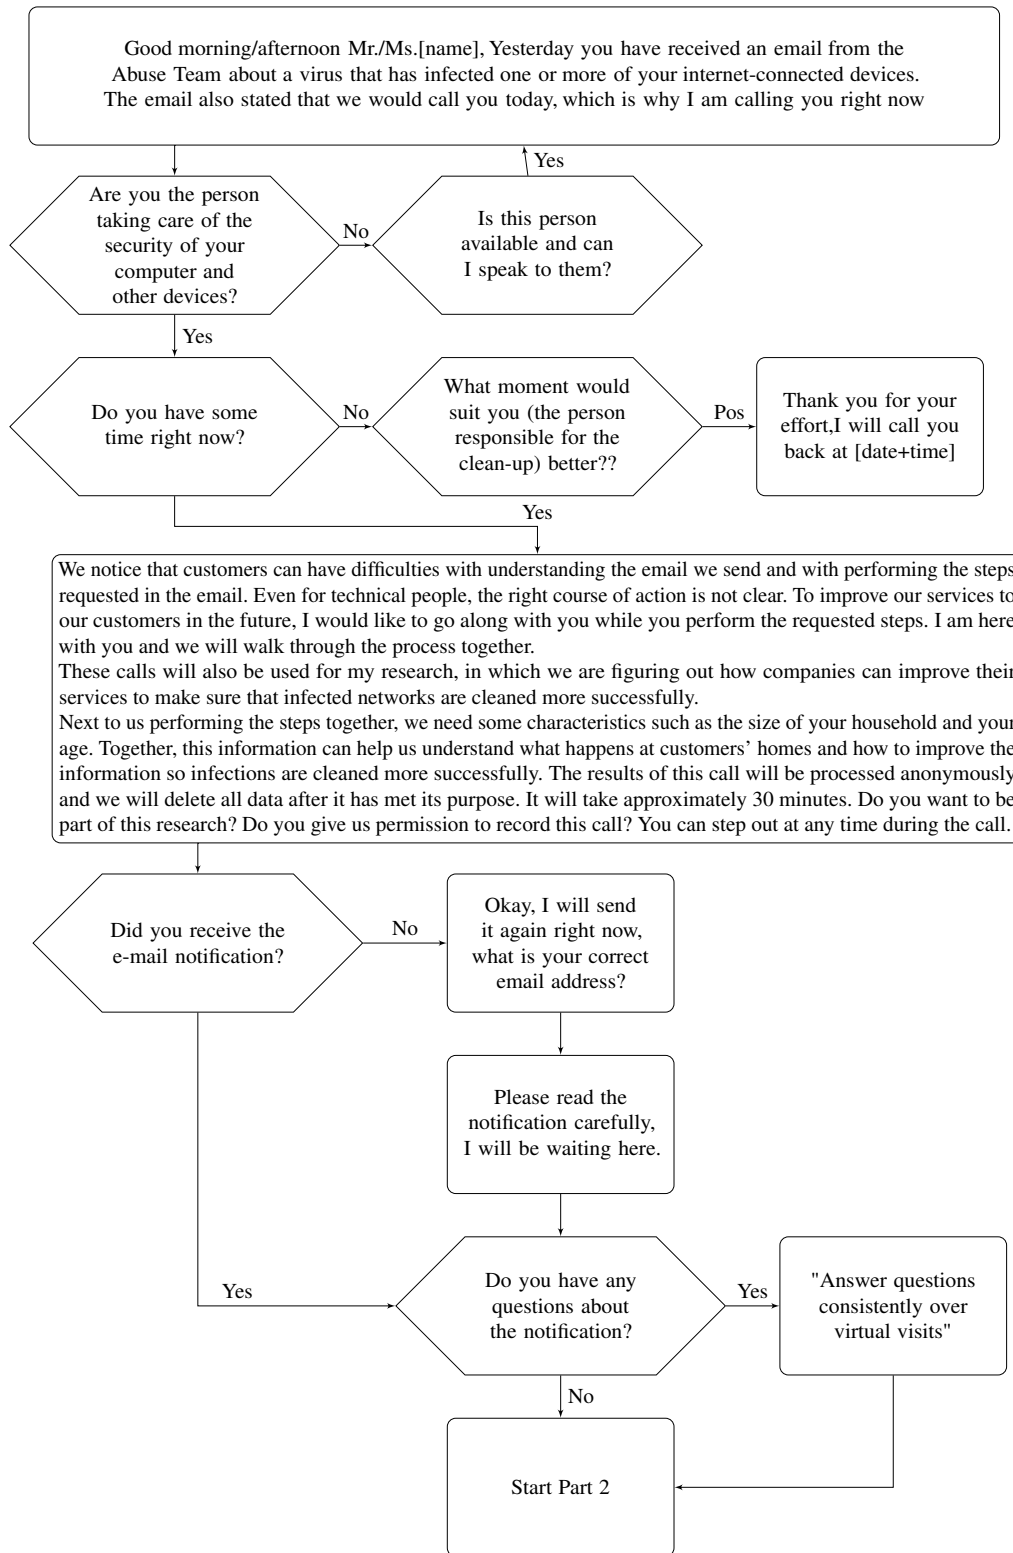 Good morning/afternoon Mr./Ms.[name], Yesterday you have received an email from the
Abuse Team about a virus that has infected one or more of your internet-connected devices.
The email also stated that we would call you today, which is why I am calling you right now
Yes
Are you the person
taking care of the
security of your
computer and
other devices?
No
Is this person
available and can
I speak to them?
Yes
Do you have some
time right now?
No
What moment would
suit you (the person
responsible for the
clean-up) better??
Pos
Thank you for your
effort,I will call you
back at [date+time]
Yes
We notice that customers can have difficulties with understanding the email we send and with performing the steps
requested in the email. Even for technical people, the right course of action is not clear. To improve our services to
our customers in the future, I would like to go along with you while you perform the requested steps. I am here
with you and we will walk through the process together.
These calls will also be used for my research, in which we are figuring out how companies can improve their
services to make sure that infected networks are cleaned more successfully.
Next to us performing the steps together, we need some characteristics such as the size of your household and your
age. Together, this information can help us understand what happens at customers' homes and how to improve the
information so infections are cleaned more successfully. The results of this call will be processed anonymously
and we will delete all data after it has met its purpose. It will take approximately 30 minutes. Do you want to be
part of this research? Do you give us permission to record this call? You can step out at any time during the call.
Did you receive the
e-mail notification?
No
Okay, I will send
it again right now,
what is your correct
email address?
Please read the
notification carefully,
I will be waiting here.
Yes
Do you have any
questions about
the notification?
Yes
"Answer questions
consistently over
virtual visits"
No
Start Part 2